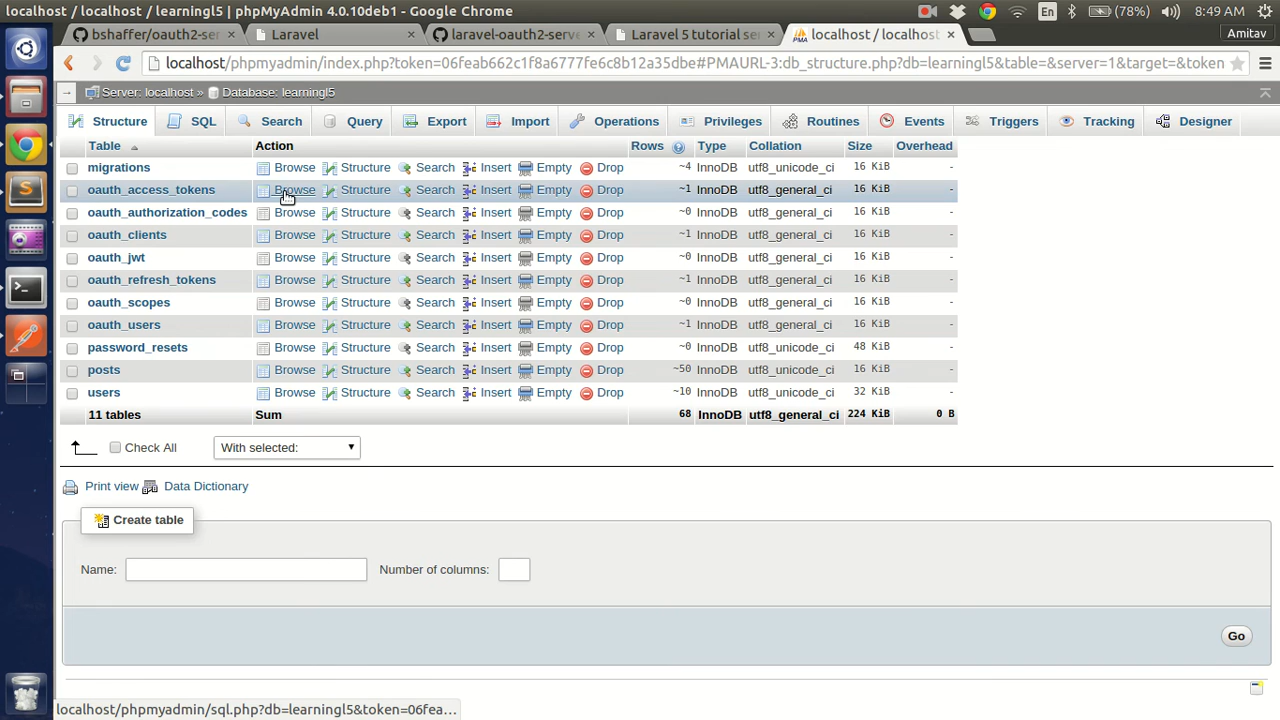 localhost / localhost / learningl5 | phpMyAdmin 4.0.10deb1 - Google Chrome En (78%) 8:49 AM
bshaffer/oauth2-ser × Laravel × laravel-oauth2-serve × Laravel 5 tutorial ser × localhost / localhost × Amitav
localhost/phpmyadmin/index.php?token=06feab662c1f8a6777fe6c8b12a35dbe#PMAURL-3:db_structure.php?db=learningl5&table=&server=1&target=&token
Server: localhost » Database: learningl5
Structure SQL Search Query Export Import Operations Privileges Routines Events Triggers Tracking Designer
Table Action Rows Type Collation Size Overhead
migrations Browse Structure Search Insert Empty Drop ~4 InnoDB utf8_unicode_ci 16 KiB -
oauth_access_tokens Browse Structure Search Insert Empty Drop ~1 InnoDB utf8_general_ci 16 KiB -
oauth_authorization_codes Browse Structure Search Insert Empty Drop ~0 InnoDB utf8_general_ci 16 KiB -
oauth_clients Browse Structure Search Insert Empty Drop ~1 InnoDB utf8_general_ci 16 KiB -
oauth_jwt Browse Structure Search Insert Empty Drop ~0 InnoDB utf8_general_ci 16 KiB -
oauth_refresh_tokens Browse Structure Search Insert Empty Drop ~1 InnoDB utf8_general_ci 16 KiB -
oauth_scopes Browse Structure Search Insert Empty Drop ~0 InnoDB utf8_general_ci 16 KiB -
oauth_users Browse Structure Search Insert Empty Drop ~1 InnoDB utf8_general_ci 16 KiB -
password_resets Browse Structure Search Insert Empty Drop ~0 InnoDB utf8_unicode_ci 48 KiB -
posts Browse Structure Search Insert Empty Drop ~50 InnoDB utf8_unicode_ci 16 KiB -
users Browse Structure Search Insert Empty Drop ~10 InnoDB utf8_unicode_ci 32 KiB -
11 tables Sum 68 InnoDB utf8_general_ci 224 KiB 0 B
Check All With selected:
Print view Data Dictionary
Create table
Name: Number of columns:
Go
localhost/phpmyadmin/sql.php?db=learningl5&token=06fea...